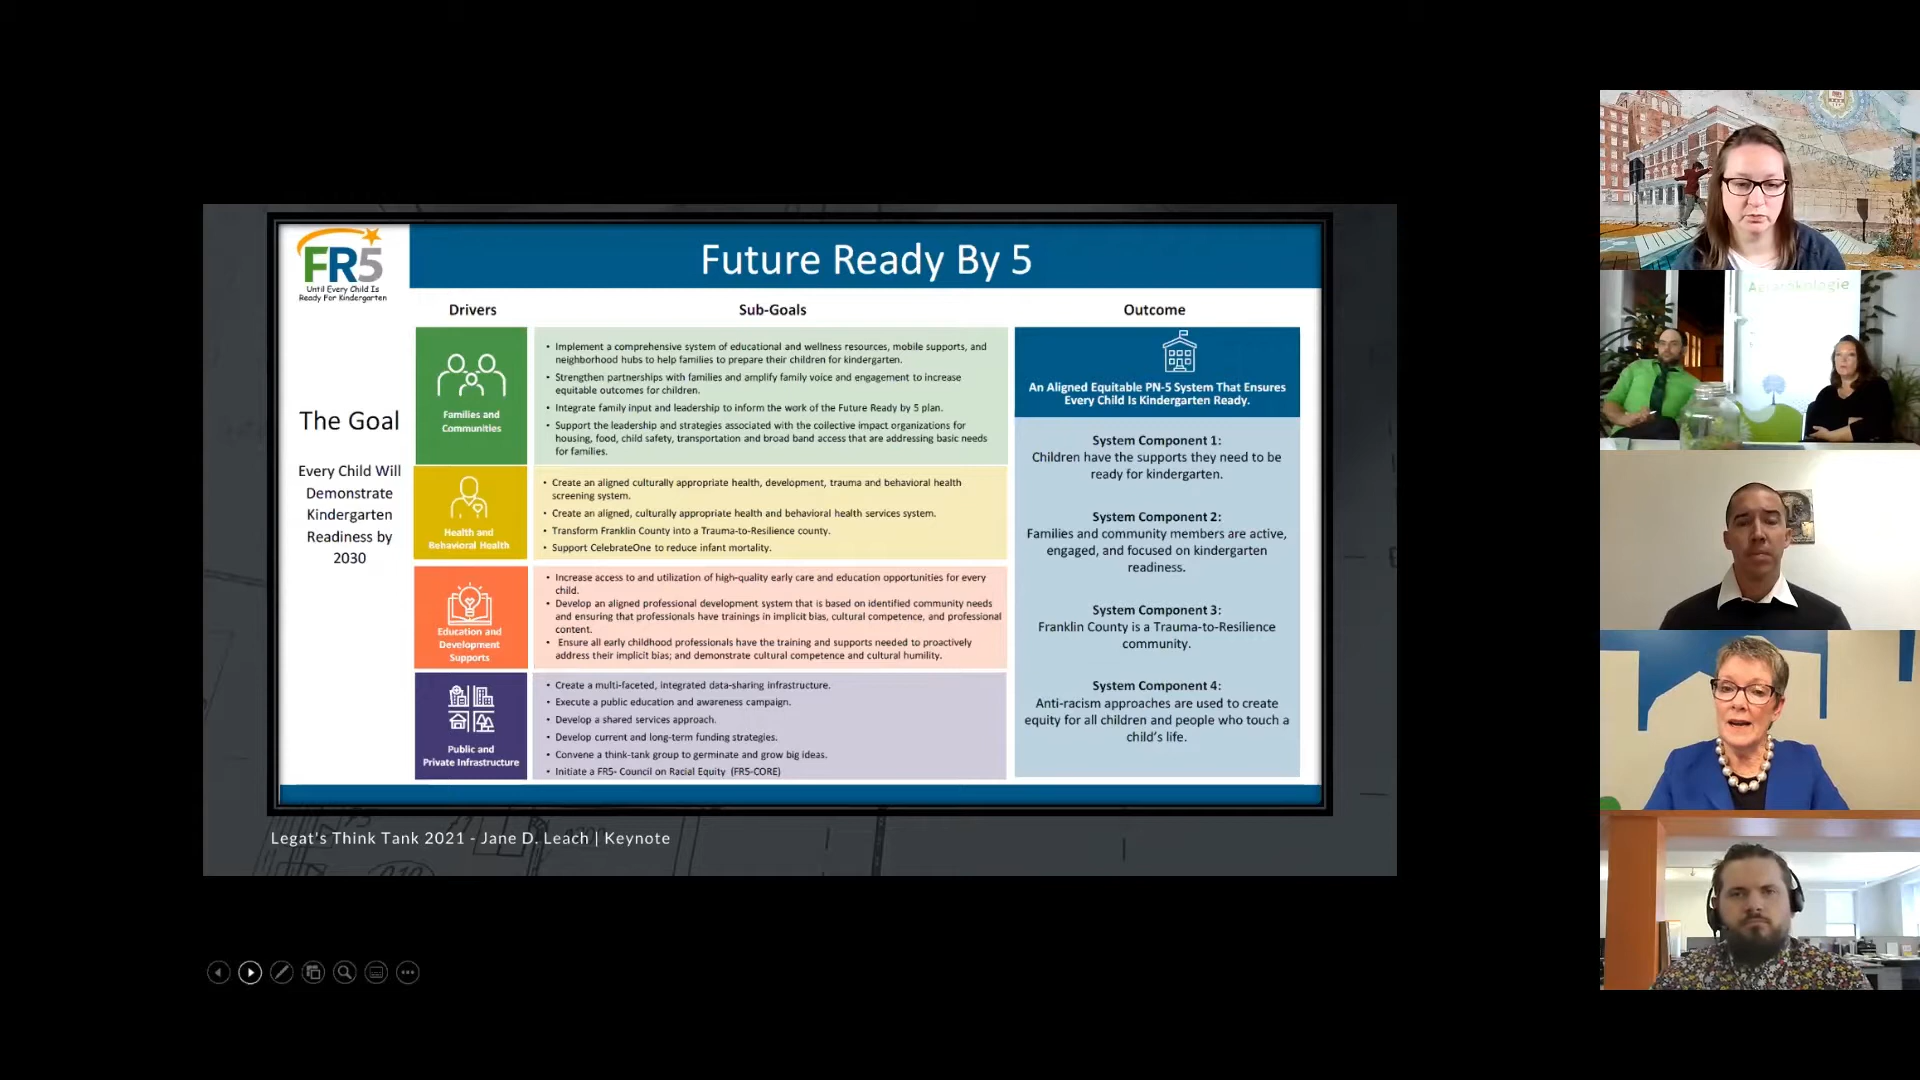 FR5
Until Every Child Is
Ready For Kindergarten
Future Ready By 5
The Goal
Every Child Will
Demonstrate
Kindergarten
Readiness by
2030
Drivers
Sub-Goals
Outcome
Families and
Communities
• Implement a comprehensive system of educational and wellness resources, mobile supports, and
neighborhood hubs to help families to prepare their children for kindergarten.
• Strengthen partnerships with families and amplify family voice and engagement to increase
equitable outcomes for children.
• Integrate family input and leadership to inform the work of the Future Ready by 5 plan.
• Support the leadership and strategies associated with the collective impact organizations for
housing, food, child safety, transportation and broad band access that are addressing basic needs
for families.
Health and
Behavioral Health
• Create an aligned culturally appropriate health, development, trauma and behavioral health
screening system.
• Create an aligned, culturally appropriate health and behavioral health services system.
• Transform Franklin County into a Trauma-to-Resilience county.
• Support CelebrateOne to reduce infant mortality.
Education and
Development
Supports
• Increase access to and utilization of high-quality early care and education opportunities for every
child.
• Develop an aligned professional development system that is based on identified community needs
and ensuring that professionals have trainings in implicit bias, cultural competence, and professional
content.
• Ensure all early childhood professionals have the training and supports needed to proactively
address their implicit bias; and demonstrate cultural competence and cultural humility.
Public and
Private Infrastructure
• Create a multi-faceted, integrated data-sharing infrastructure.
• Execute a public education and awareness campaign.
• Develop a shared services approach.
• Develop current and long-term funding strategies.
• Convene a think-tank group to germinate and grow big ideas.
• Initiate a FR5- Council on Racial Equity (FR5-CORE)
An Aligned Equitable PN-5 System That Ensures
Every Child Is Kindergarten Ready.
System Component 1:
Children have the supports they need to be
ready for kindergarten.
System Component 2:
Families and community members are active,
engaged, and focused on kindergarten
readiness.
System Component 3:
Franklin County is a Trauma-to-Resilience
community.
System Component 4:
Anti-racism approaches are used to create
equity for all children and people who touch a
child's life.
Legat's Think Tank 2021 - Jane D. Leach | Keynote